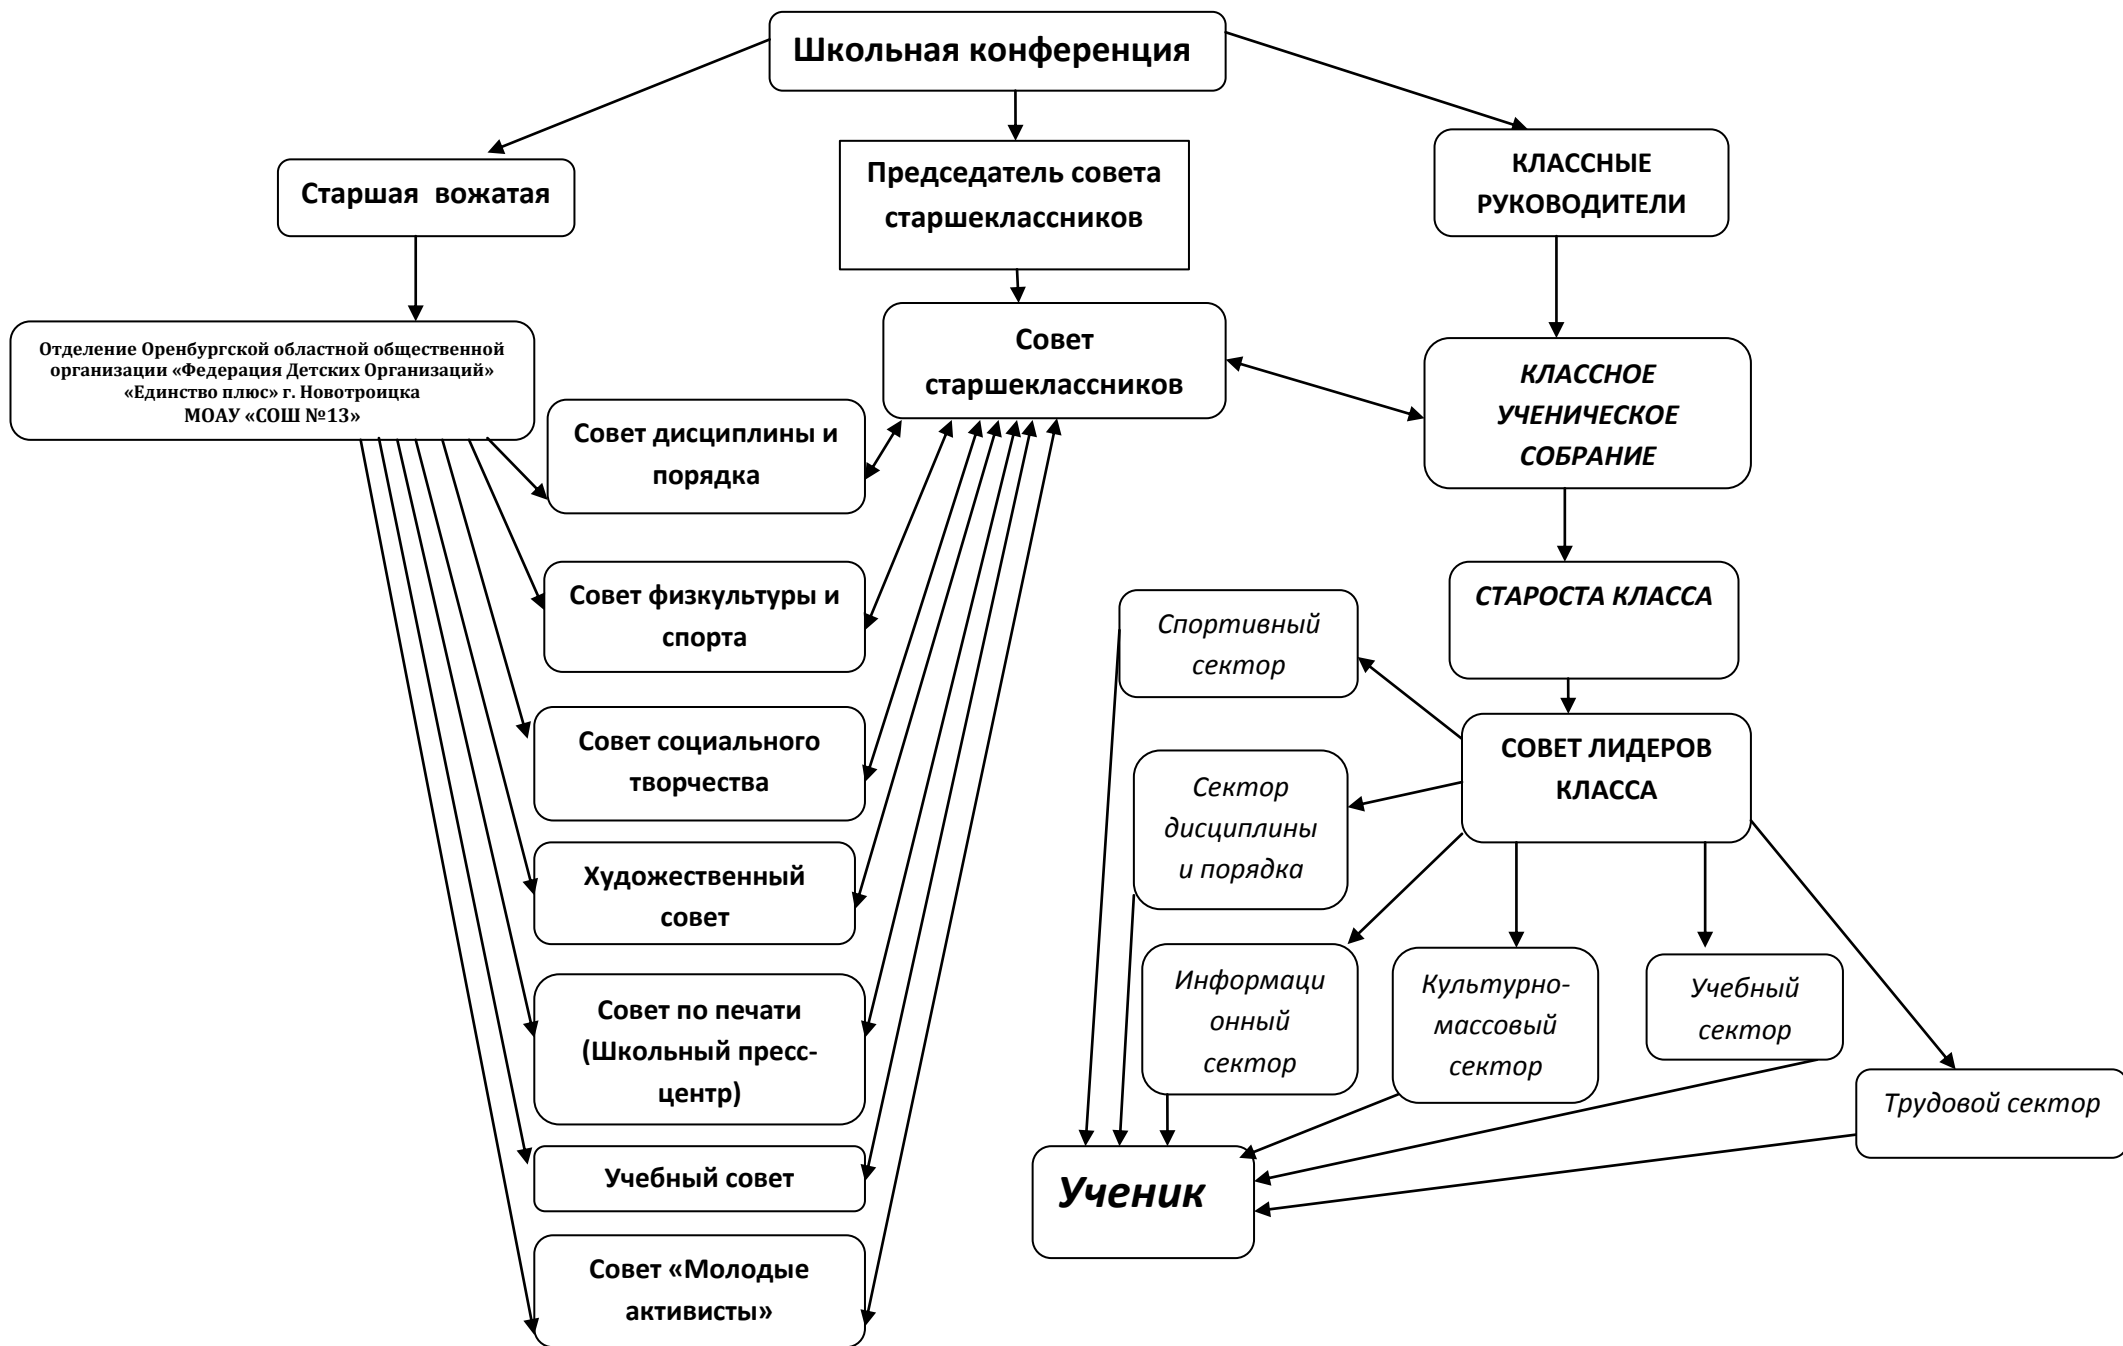 Школьная конференция
Старшая вожатая
Председатель совета
старшеклассников
КЛАССНЫЕ
РУКОВОДИТЕЛИ
Отделение Оренбургской областной общественной
организации «Федерация Детских Организаций»
«Единство плюс» г. Новотроицка
МОАУ «СОШ №13»
Совет
старшеклассников
КЛАССНОЕ
УЧЕНИЧЕСКОЕ
СОБРАНИЕ
Совет дисциплины и
порядка
Совет физкультуры и
спорта
Совет социального
творчества
Художественный
совет
Совет по печати
(Школьный пресс-
центр)
Учебный совет
Совет «Молодые
активисты»
СТАРОСТА КЛАССА
СОВЕТ ЛИДЕРОВ
КЛАССА
Спортивный
сектор
Сектор
дисциплины
и порядка
Информаци
онный
сектор
Культурно-
массовый
сектор
Учебный
сектор
Трудовой сектор
Ученик